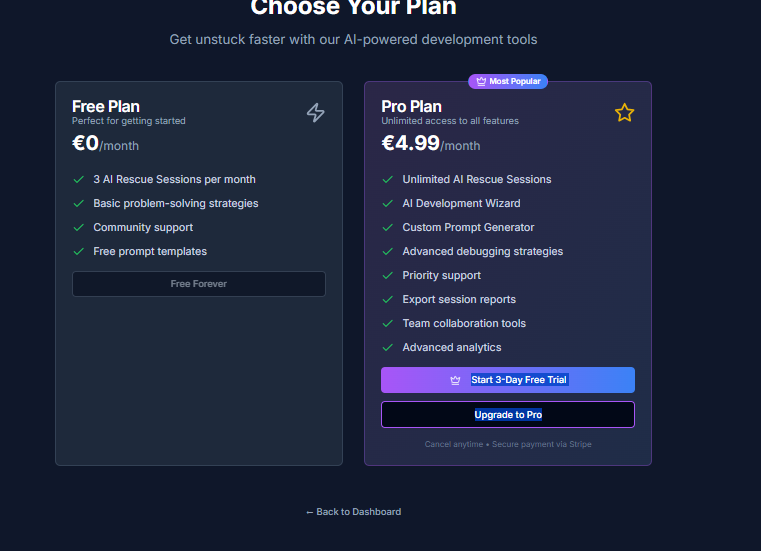 Choose Your Plan
Get unstuck faster with our AI-powered development tools
Free Plan
Perfect for getting started
€0/month
3 AI Rescue Sessions per month
Basic problem-solving strategies
Community support
Free prompt templates
Free Forever
Most Popular
Pro Plan
Unlimited access to all features
€4.99/month
Unlimited AI Rescue Sessions
AI Development Wizard
Custom Prompt Generator
Advanced debugging strategies
Priority support
Export session reports
Team collaboration tools
Advanced analytics
Start 3-Day Free Trial
Upgrade to Pro
Cancel anytime • Secure payment via Stripe
← Back to Dashboard